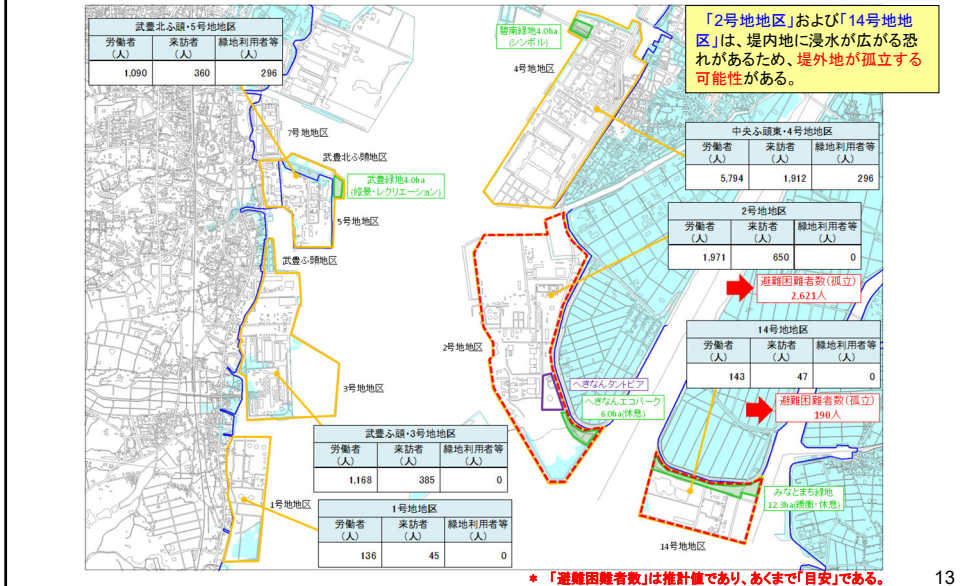 武豊北ふ頭・5号地地区
労働者(人) 来訪者(人) 緑地利用者等(人)
1,090 360 296
碧南緑地4.0ha
(シンボル)
4号地地区
「2号地地区」および「14号地地
区」は、堤内地に浸水が広がる恐
れがあるため、堤外地が孤立する
可能性がある。
7号地地区
武豊北ふ頭地区
武豊緑地4.0ha
(修景・レクリエーション)
5号地地区
武豊ふ頭地区
中央ふ頭東・4号地地区
労働者(人) 来訪者(人) 緑地利用者等(人)
5,794 1,912 296
2号地地区
労働者(人) 来訪者(人) 緑地利用者等(人)
1,971 650 0
避難困難者数(孤立)
2,621人
14号地地区
労働者(人) 来訪者(人) 緑地利用者等(人)
143 47 0
避難困難者数(孤立)
190人
2号地地区
3号地地区
へきなんタントピア
へきなんエコパーク
6.0ha(休息)
武豊ふ頭・3号地地区
労働者(人) 来訪者(人) 緑地利用者等(人)
1,168 385 0
1号地地区
1号地地区
労働者(人) 来訪者(人) 緑地利用者等(人)
136 45 0
みなとまち緑地
12.3ha(緩衝・休息)
14号地地区
* 「避難困難者数」は推計値であり、あくまで「目安」である。
13